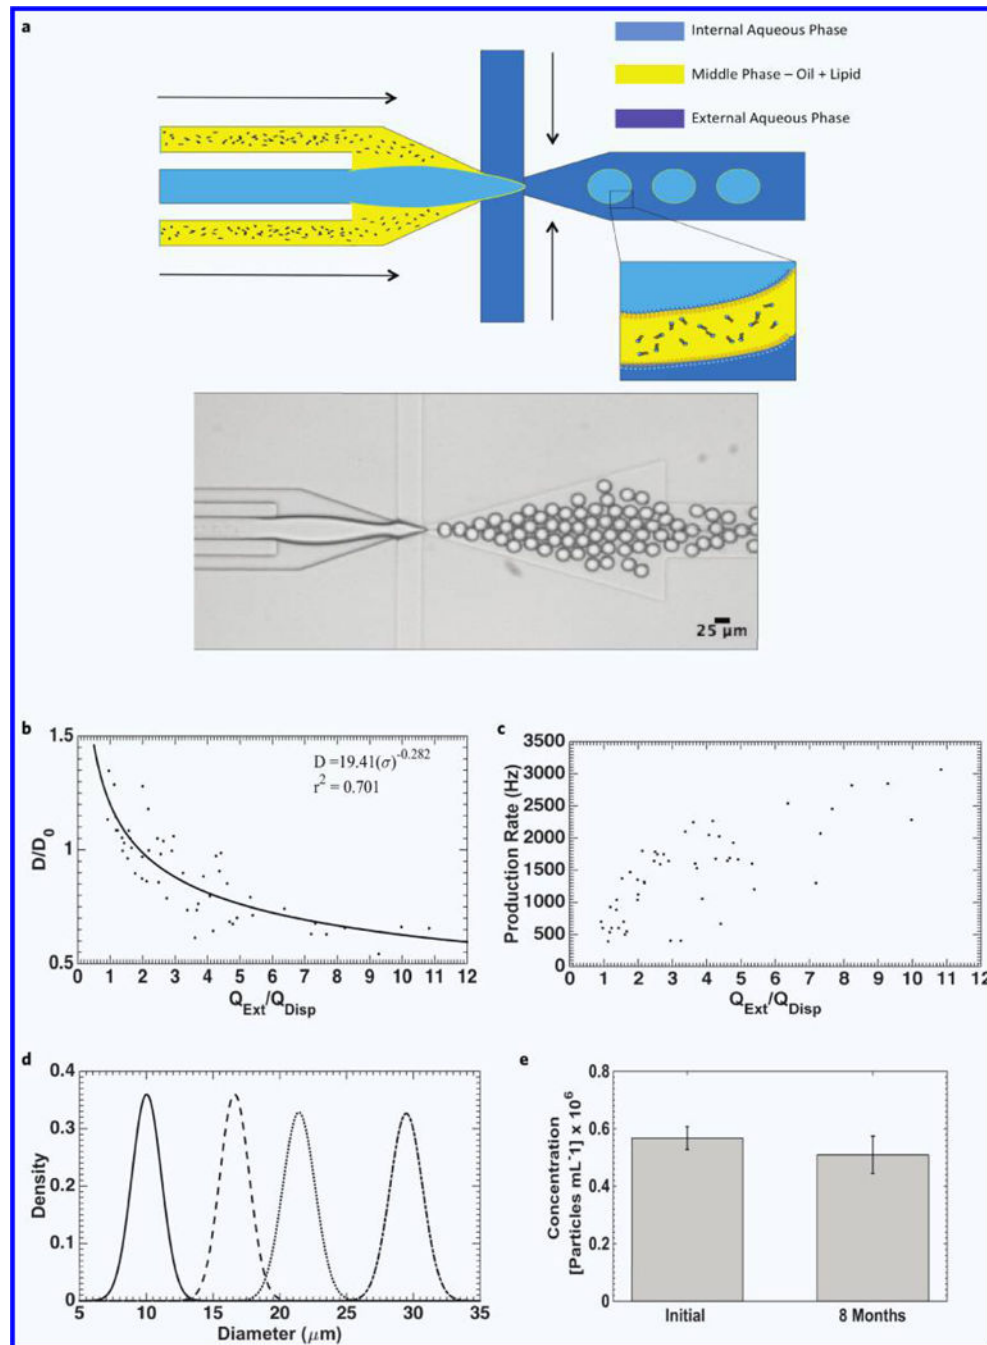 a
Internal Aqueous Phase
Middle Phase – Oil + Lipid
External Aqueous Phase
25 µm
b
1.5
1
0.5
D/D0
D =19.41(σ)-0.282
r2 = 0.701
0 1 2 3 4 5 6 7 8 9 10 11 12
QExt/QDisp
c
3500
3000
2500
2000
1500
1000
500
0
Production Rate (Hz)
0 1 2 3 4 5 6 7 8 9 10 11 12
QExt/QDisp
d
0.4
0.3
0.2
0.1
0
Density
5 10 15 20 25 30 35
Diameter (µm)
e
0.8
0.6
0.4
0.2
0
Concentration
[Particles mL-1] x 106
Initial 8 Months